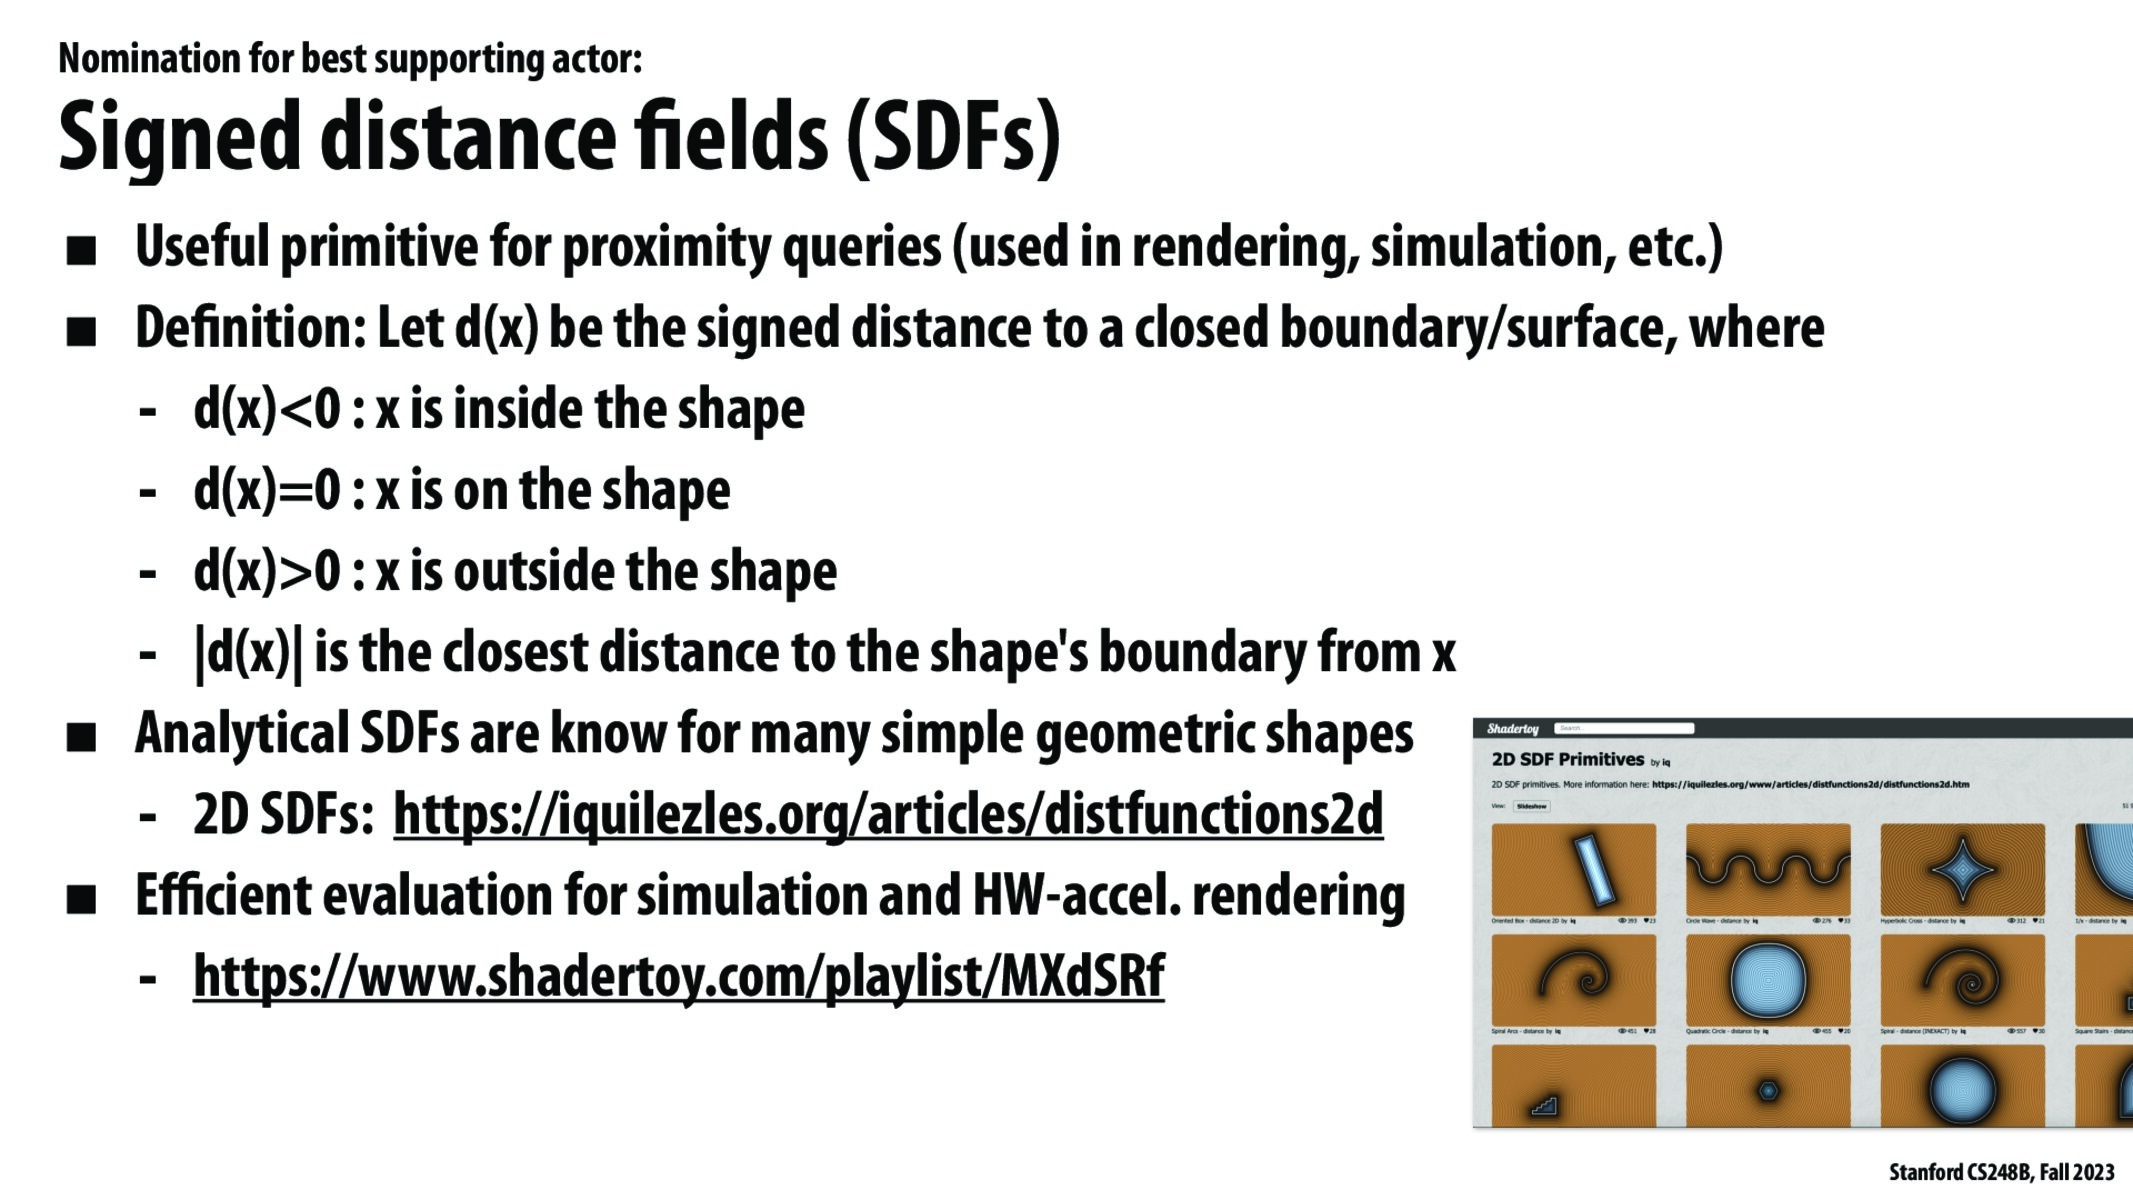 Nomination for best supporting actor:
Signed distance fields (SDFs)
■ Useful primitive for proximity queries (used in rendering, simulation, etc.)
■ Definition: Let d(x) be the signed distance to a closed boundary/surface, where
- d(x)<0 : x is inside the shape
- d(x)=0 : x is on the shape
- d(x)>0 : x is outside the shape
- |d(x)| is the closest distance to the shape's boundary from x
■ Analytical SDFs are know for many simple geometric shapes
- 2D SDFs: https://iquilezles.org/articles/distfunctions2d
■ Efficient evaluation for simulation and HW-accel. rendering
- https://www.shadertoy.com/playlist/MXdSRf
Shadertoy Search...
2D SDF Primitives by iq
2D SDF primitives. More information here: https://iquilezles.org/www/articles/distfunctions2d/distfunctions2d.htm
View: Slideshow
Oriented Box - distance 2D by iq 393 23
Circle Wave - distance by iq 276 33
Hyperbolic Cross - distance by iq 312 21
1/x - distance by iq
Spiral Arcs - distance by iq 451 28
Quadratic Circle - distance by iq 455 20
Spiral - distance (INEXACT) by iq 557 30
Square Stairs - distance
Stanford CS248B, Fall 2023